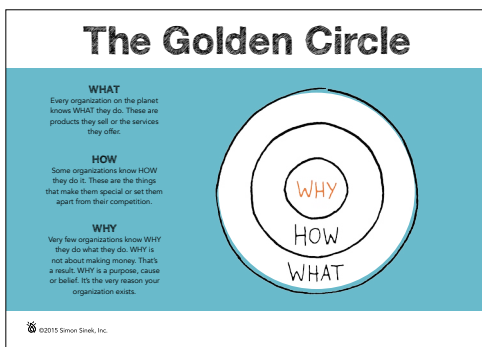 The Golden Circle
WHAT
Every organization on the planet
knows WHAT they do. These are
products they sell or the services
they offer.
HOW
Some organizations know HOW
they do it. These are the things
that make them special or set them
apart from their competition.
WHY
Very few organizations know WHY
they do what they do. WHY is
not about making money. That's
a result. WHY is a purpose, cause
or belief. It's the very reason your
organization exists.
WHY
HOW
WHAT
©2015 Simon Sinek, Inc.